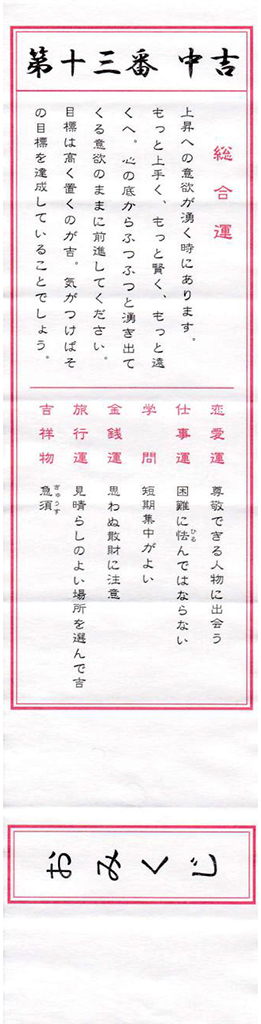 第十三番 中吉
総合運
上昇への意欲が湧く時にあります。
もっと上手く、もっと賢く、もっと遠
くへ。心の底からふつふつと湧き出て
くる意欲のままに前進してください。
目標は高く置くのが吉。気がつけばそ
の目標を達成していることでしょう。
恋愛運 尊敬できる人物に出会う
仕事運 困難に怯んではならない
ひる
学問 短期集中がよい
金銭運 思わぬ散財に注意
旅行運 見晴らしのよい場所を選んで吉
吉祥物 急須
きゅうす
おみくじ